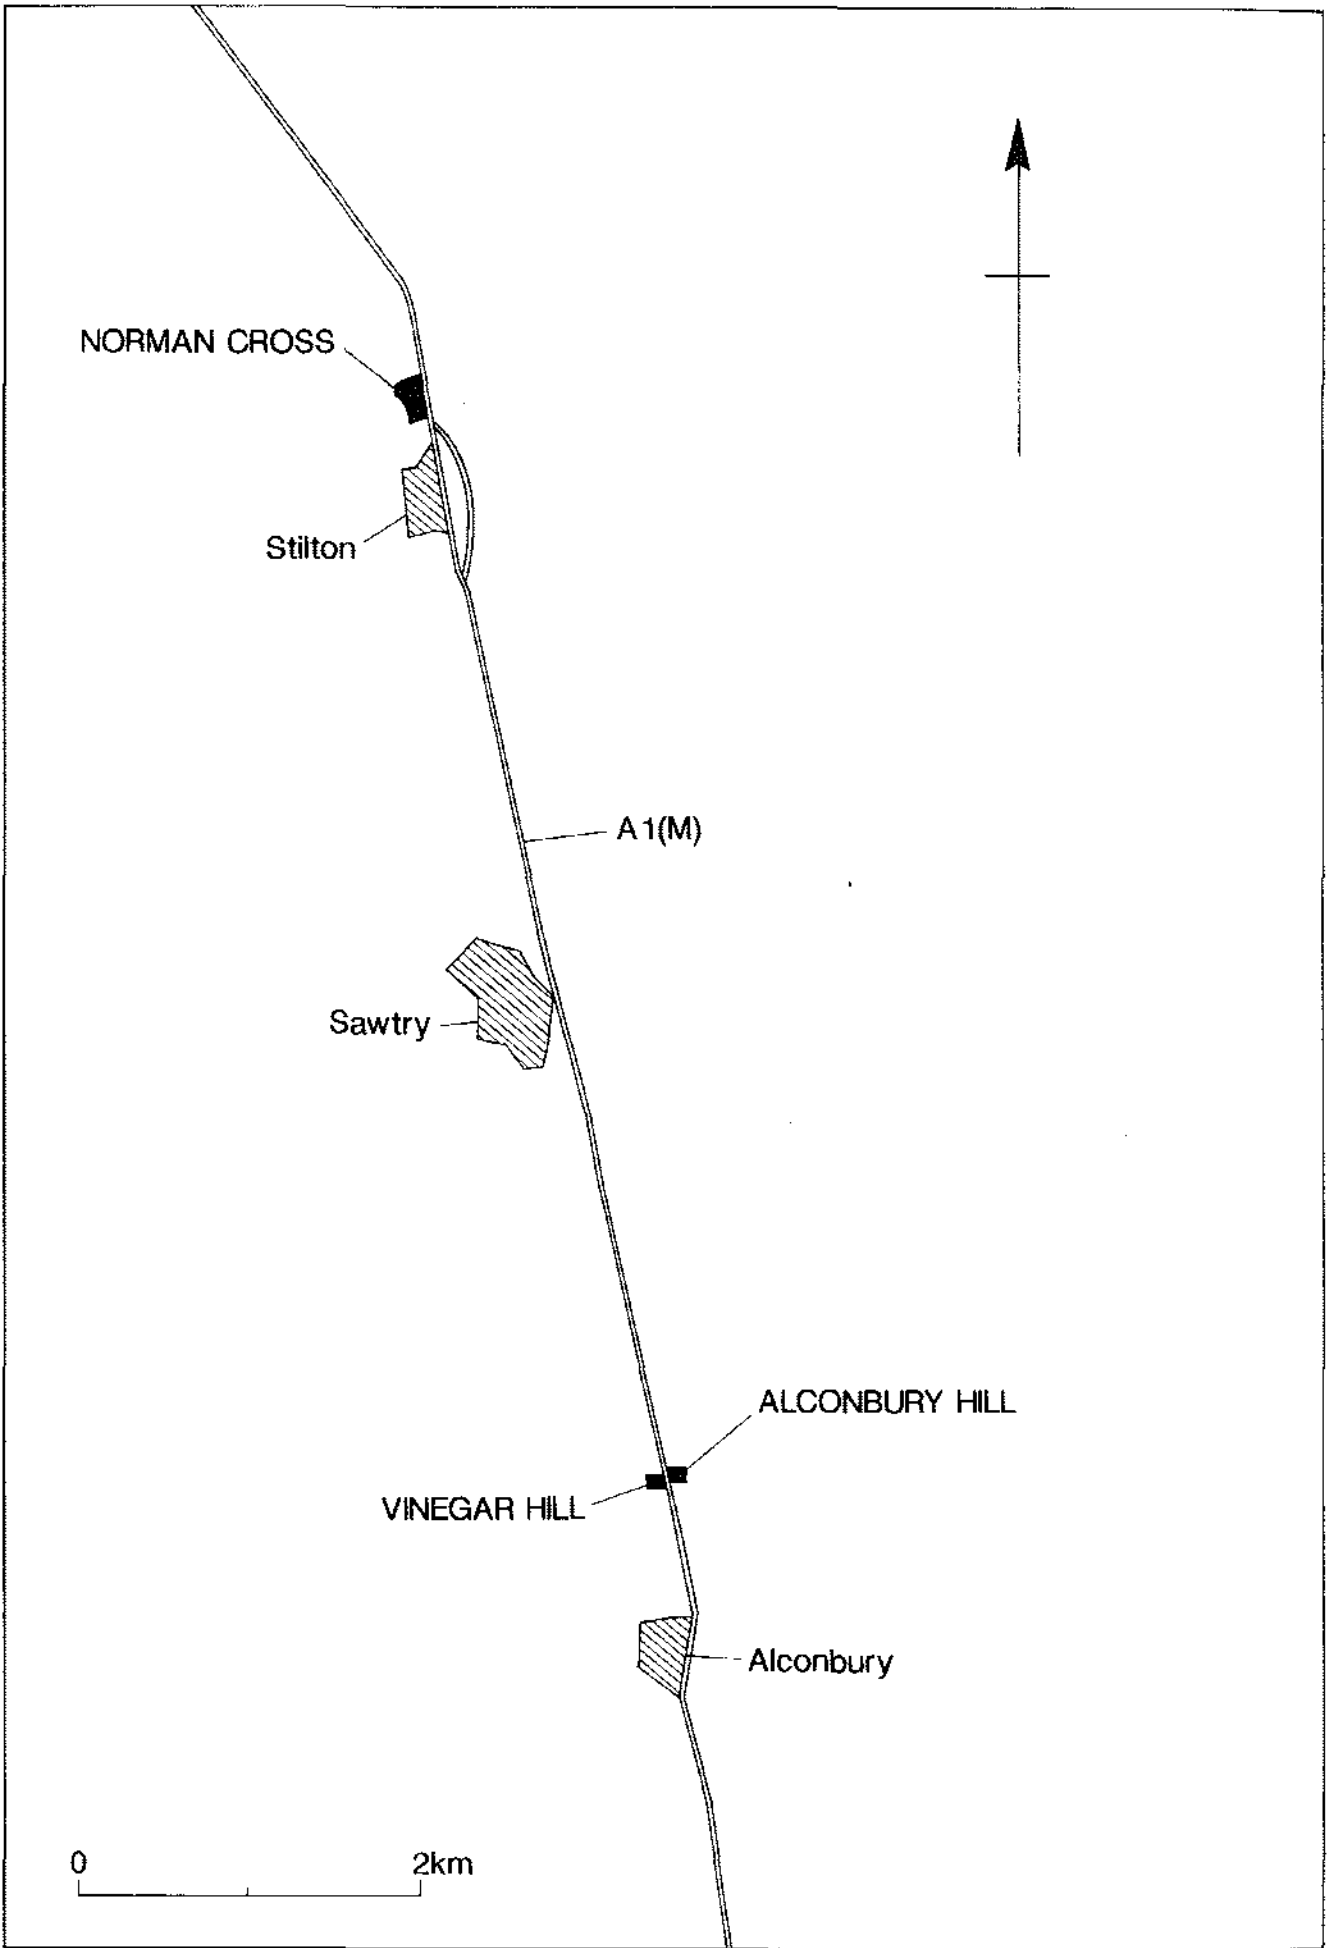 NORMAN CROSS
Stilton
A1(M)
Sawtry
ALCONBURY HILL
VINEGAR HILL
Alconbury
0 2km